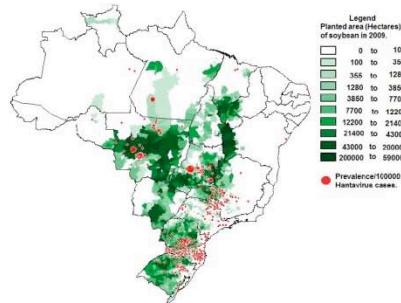 Legend
Planted area (Hectares)
of soybean in 2009.
0 to 10
100 to 35
355 to 128
1280 to 385
3850 to 770
7700 to 1220
12200 to 2140
21400 to 4300
43000 to 20000
200000 to 59000
Prevalence/100000
Hantavirus cases.